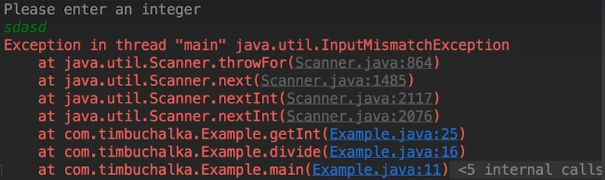 Please enter an integer
sdasd
Exception in thread "main" java.util.InputMismatchException
at java.util.Scanner.throwFor(Scanner.java:864)
at java.util.Scanner.next(Scanner.java:1485)
at java.util.Scanner.nextInt(Scanner.java:2117)
at java.util.Scanner.nextInt(Scanner.java:2076)
at com.timbuchalka.Example.getInt(Example.java:25)
at com.timbuchalka.Example.divide(Example.java:16)
at com.timbuchalka.Example.main(Example.java:11) <5 internal calls